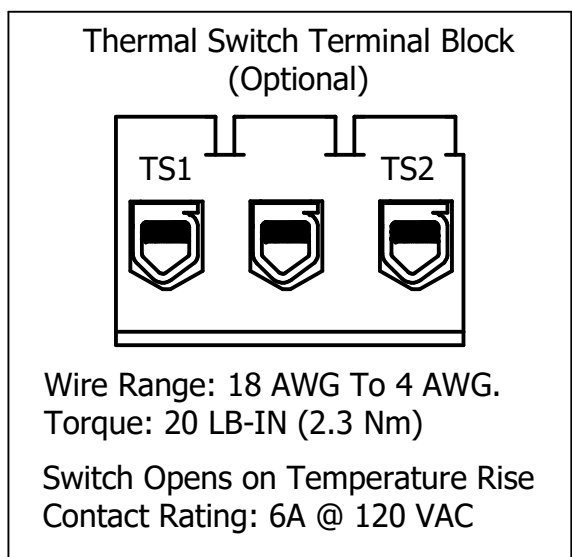 Thermal Switch Terminal Block
(Optional)
TS1 TS2
Wire Range: 18 AWG To 4 AWG.
Torque: 20 LB-IN (2.3 Nm)
Switch Opens on Temperature Rise
Contact Rating: 6A @ 120 VAC